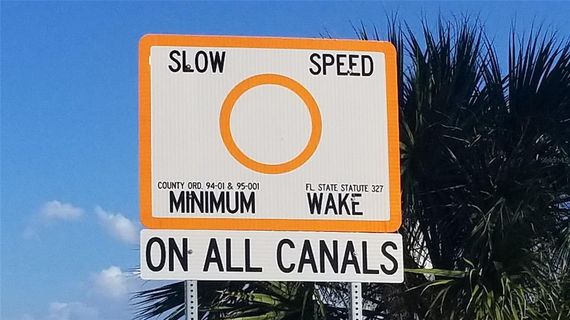 SLOW SPEED
COUNTY ORD. 94-01 & 95-001 FL. STATE STATUTE 327
MINIMUM WAKE
ON ALL CANALS